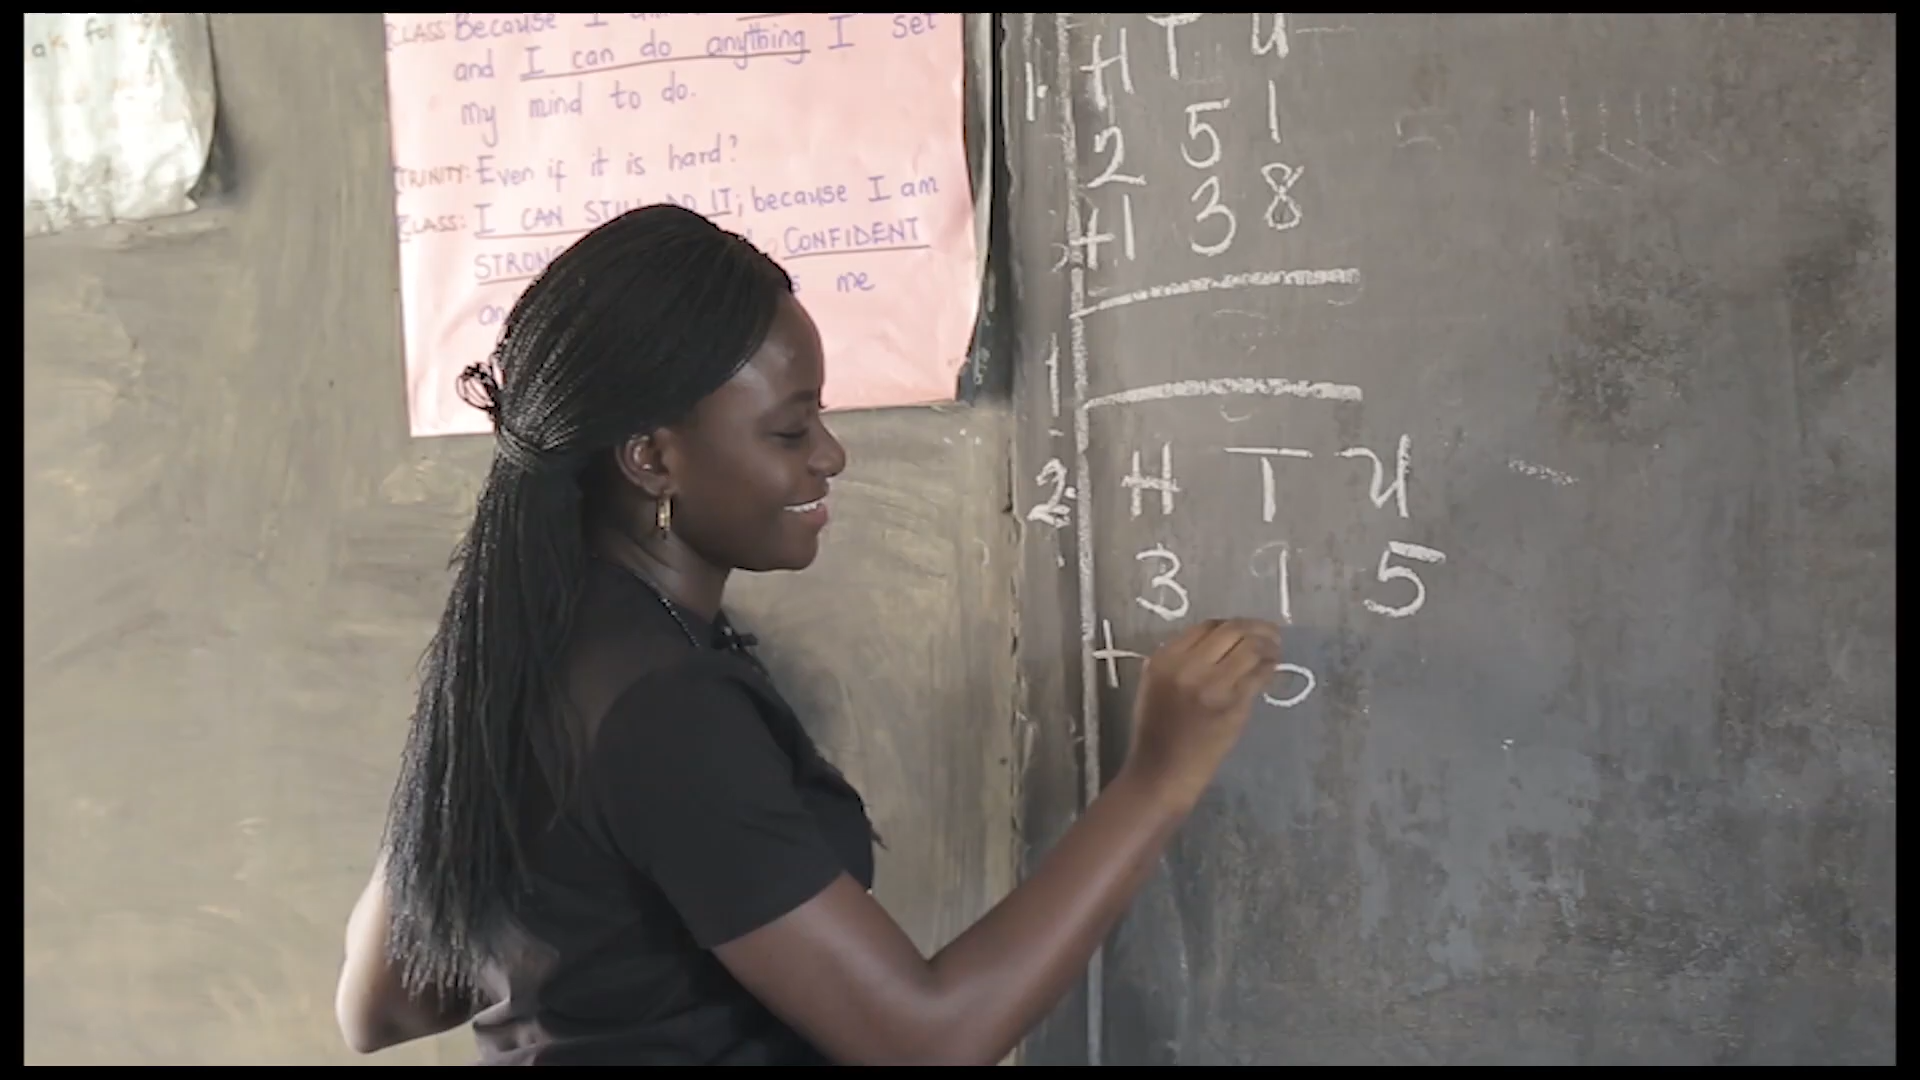 for
CLASS: Because I
and I can do anything I set
my mind to do.
TRINITY: Even if it is hard?
CLASS: I CAN STILL DO IT; because I am
STRONG CONFIDENT
me
1. H T U
2 5 1
+1 3 8
2. H T U
3 9 5
+